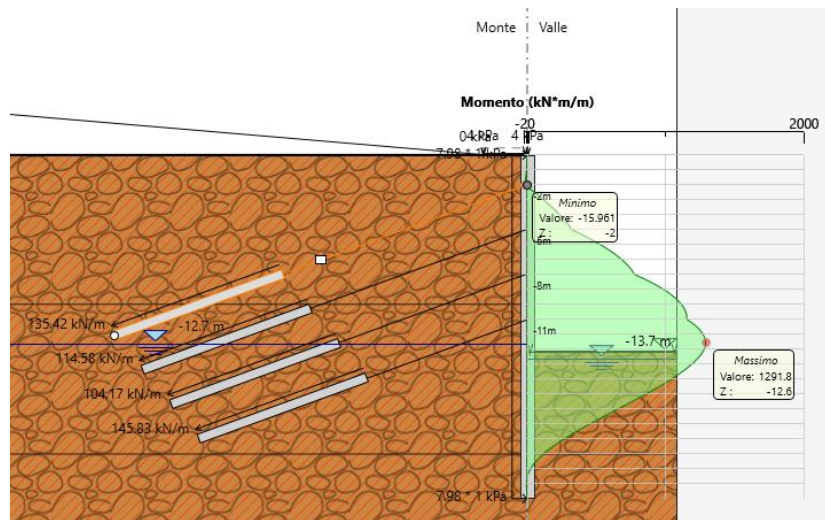 Monte Valle
Momento (kN*m/m)
-20 2000
4 kPa
7.98 * 1 kPa
-2m
Minimo
Valore: -15.961
Z : -2
-8m
135.42 kN/m
-12.7 m
-11m
-13.7 m
114.58 kN/m
Massimo
Valore: 1291.8
Z : -12.6
104.17 kN/m
145.83 kN/m
7.98 * 1 kPa